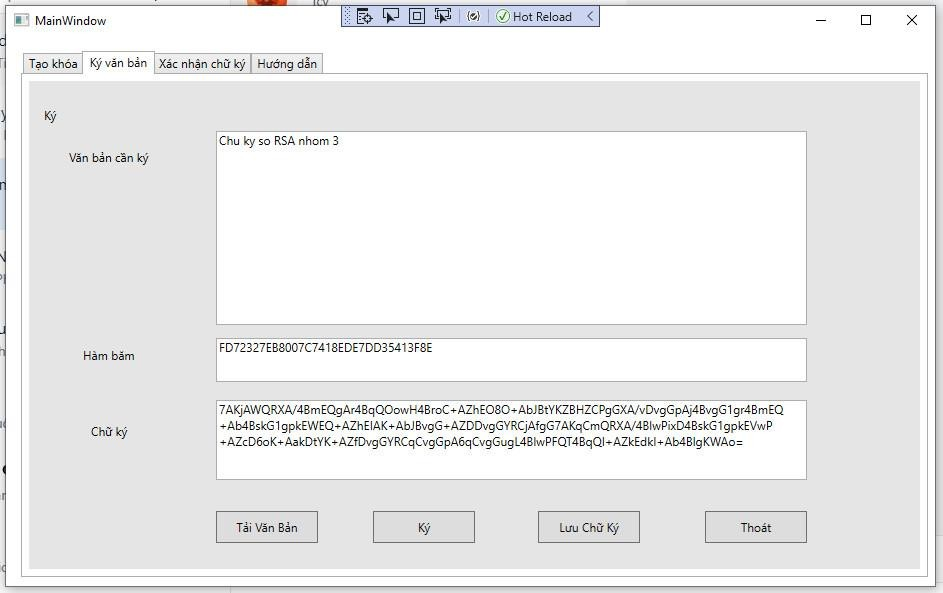 MainWindow
Hot Reload
Tạo khóa
Ký văn bản
Xác nhận chữ ký
Hướng dẫn
Ký
Văn bản cần ký
Chu ky so RSA nhom 3
Hàm băm
FD72327EB8007C7418EDE7DD35413F8E
Chữ ký
7AKjAWQRXA/4BmEQgAr4BqQOowH4BroC+AZhEO8O+AbJBtYKZBHZCPgGXA/vDvgGpAj4BvgG1gr4BmEQ
+Ab4BskG1gpkEWEQ+AZhEIAK+AbJBvgG+AZDDvgGYRCjAfgG7AKqCmQRXA/4BlwPixD4BskG1gpkEVwP
+AZcD6oK+AakDtYK+AZfDvgGYRCqCvgGpA6qCvgGugL4BlwPFQT4BqQI+AZkEdkI+Ab4BlgKWAo=
Tải Văn Bản
Ký
Lưu Chữ Ký
Thoát